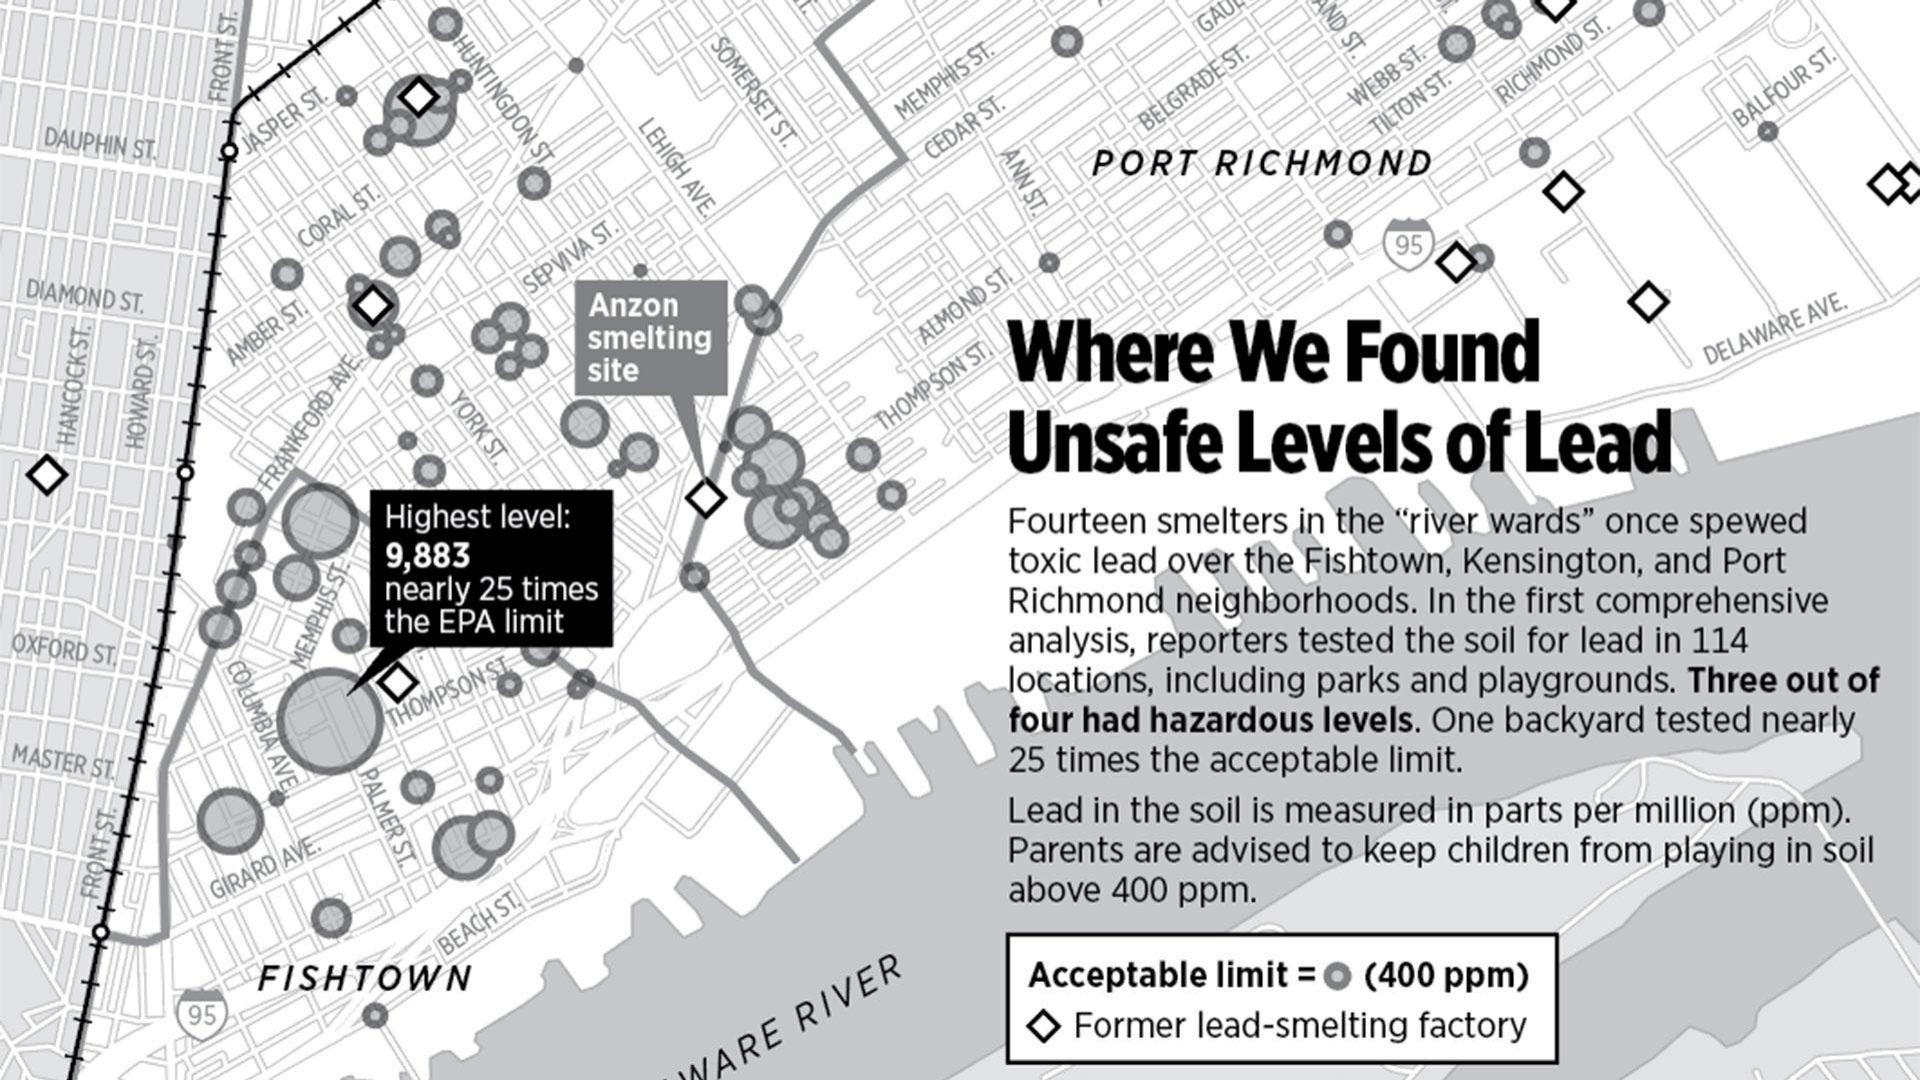 FRONT ST.
JASPER ST.
DAUPHIN ST.
HUNTINGDON ST.
SOMERSET ST.
LEHIGH AVE.
MEMPHIS ST.
CEDAR ST.
BELGRADE ST.
WEBB ST.
TILTON ST.
RICHMOND ST.
BALFOUR ST.
ANN ST.
PORT RICHMOND
CORAL ST.
SEPVIVA ST.
95
DIAMOND ST.
AMBER ST.
HANCOCK ST.
HOWARD ST.
FRANKFORD AVE.
YORK ST.
ALMOND ST.
THOMPSON ST.
DELAWARE AVE.
Anzon
smelting
site
Highest level:
9,883
nearly 25 times
the EPA limit
MEMPHIS ST.
OXFORD ST.
COLUMBIA AVE.
THOMPSON ST.
MASTER ST.
PALMER ST.
FRONT ST.
GIRARD AVE.
BEACH ST.
FISHTOWN
95
WARE RIVER
Where We Found
Unsafe Levels of Lead
Fourteen smelters in the “river wards” once spewed
toxic lead over the Fishtown, Kensington, and Port
Richmond neighborhoods. In the first comprehensive
analysis, reporters tested the soil for lead in 114
locations, including parks and playgrounds. Three out of
four had hazardous levels. One backyard tested nearly
25 times the acceptable limit.
Lead in the soil is measured in parts per million (ppm).
Parents are advised to keep children from playing in soil
above 400 ppm.
Acceptable limit = (400 ppm)
Former lead-smelting factory